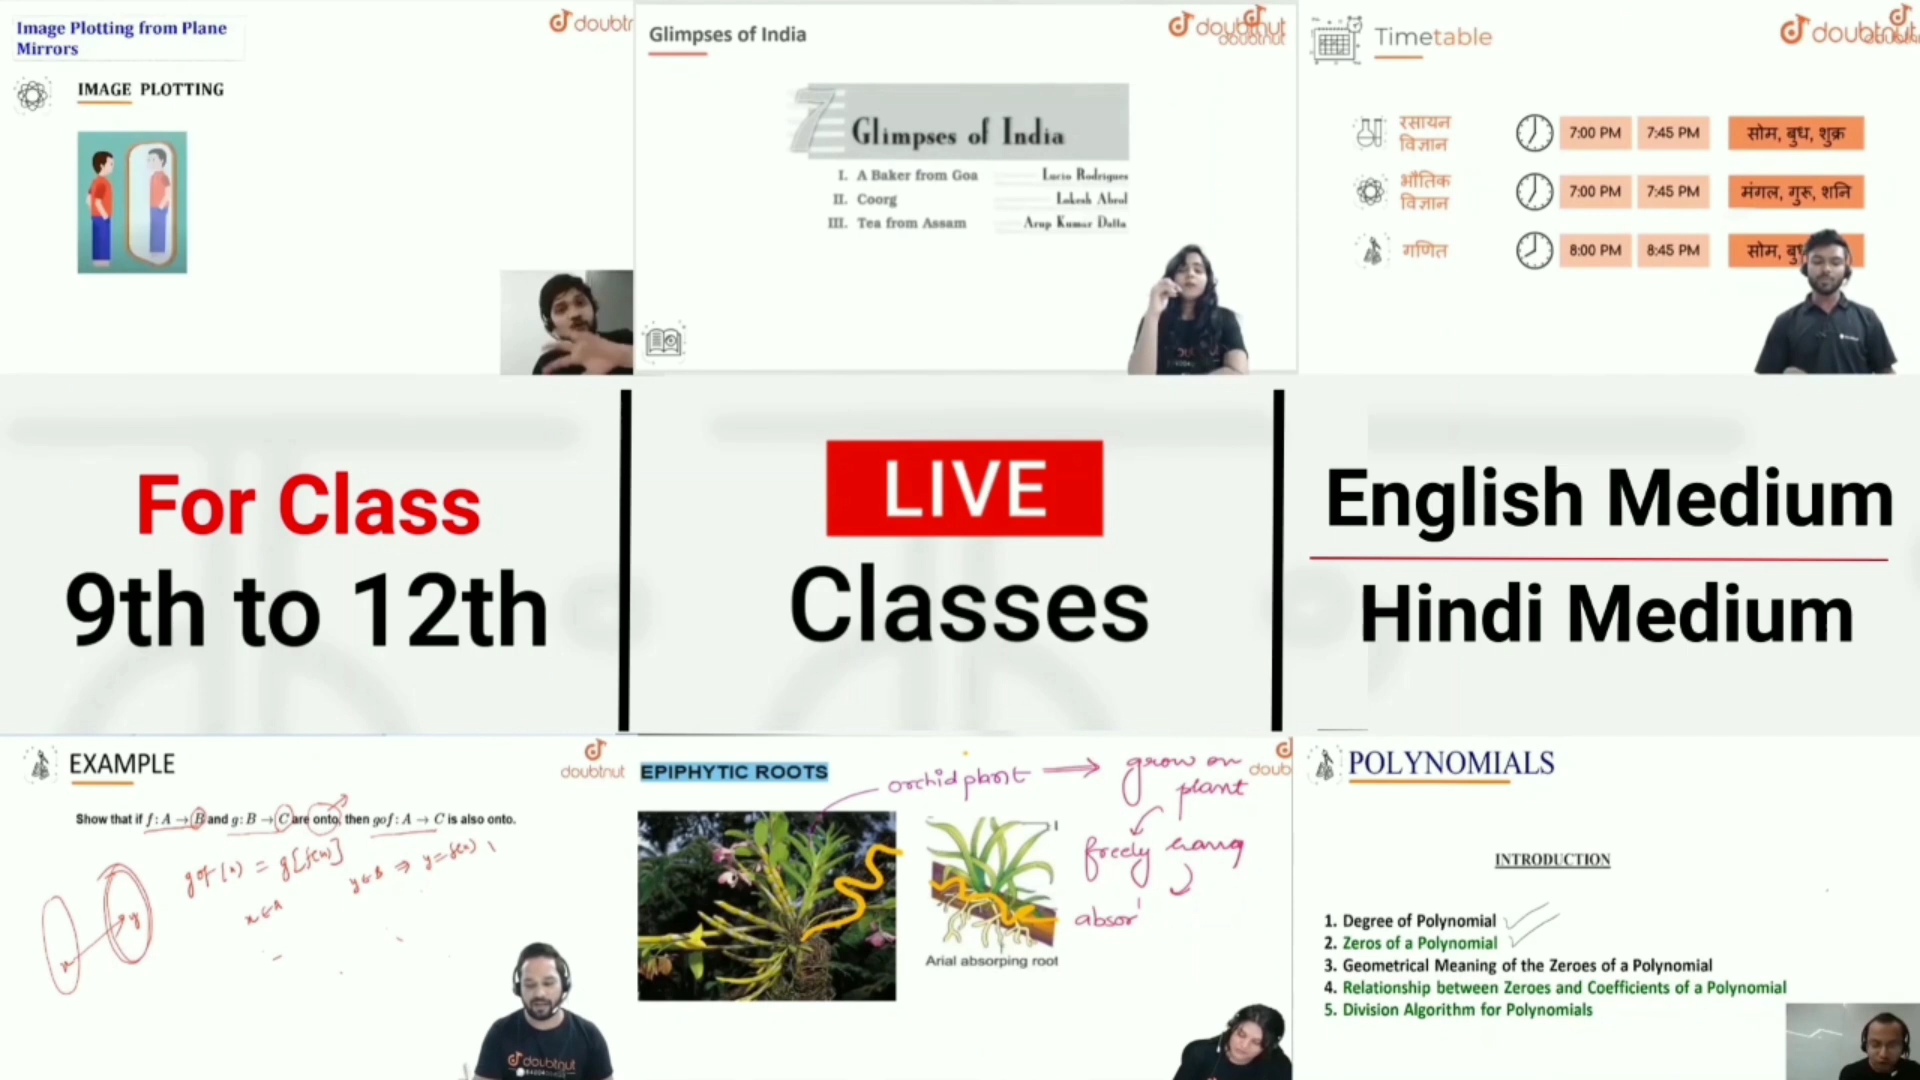 Image Plotting from Plane
Mirrors
IMAGE PLOTTING
Glimpses of India
doubtnut
doubtnut
7
Glimpses of India
I. A Baker from Goa Lucio Rodrigues
II. Coorg Lokesh Abrol
III. Tea from Assam Arup Kumar Datta
Timetable
रसायन
विज्ञान
7:00 PM 7:45 PM सोम, बुध, शुक्र
भौतिक
विज्ञान
7:00 PM 7:45 PM मंगल, गुरू, शनि
गणित 8:00 PM 8:45 PM सोम,
For Class
9th to 12th
LIVE
Classes
English Medium
Hindi Medium
EXAMPLE
doubtnut
Show that if f : A → B and g : B → C are onto, then gof : A → C is also onto.
gof(x) = g[f(x)]
y∈B ⇒ y=f(x)
x∈A
x
y
doubtnut
EPIPHYTIC ROOTS
orchid plant → grow on
plant
freely hang
absor
Arial absorping root
doub
POLYNOMIALS
INTRODUCTION
1. Degree of Polynomial
2. Zeros of a Polynomial
3. Geometrical Meaning of the Zeroes of a Polynomial
4. Relationship between Zeroes and Coefficients of a Polynomial
5. Division Algorithm for Polynomials